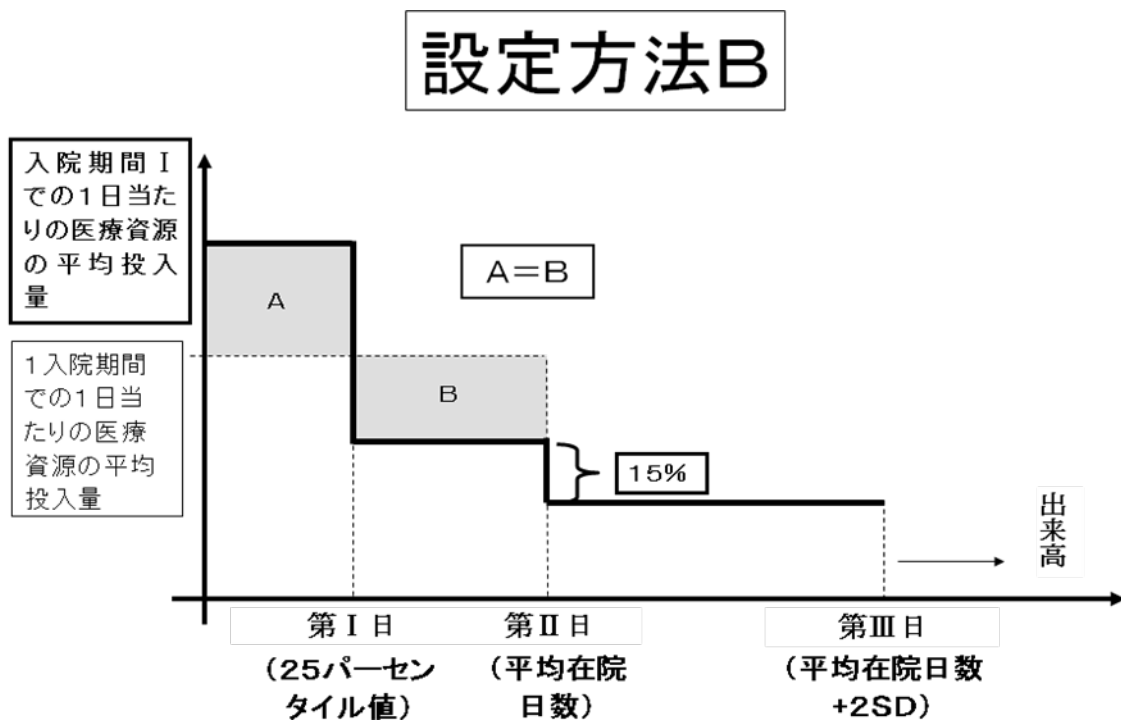 設定方法B
入院期間Ⅰ
での1日当た
りの医療資源
の平均投入
量
A
A=B
1入院期間
での1日当
たりの医療
資源の平均
投入量
B
15%
出来高
第Ⅰ日
(25パーセン
タイル値)
第Ⅱ日
(平均在院
日数)
第Ⅲ日
(平均在院日数
+2SD)